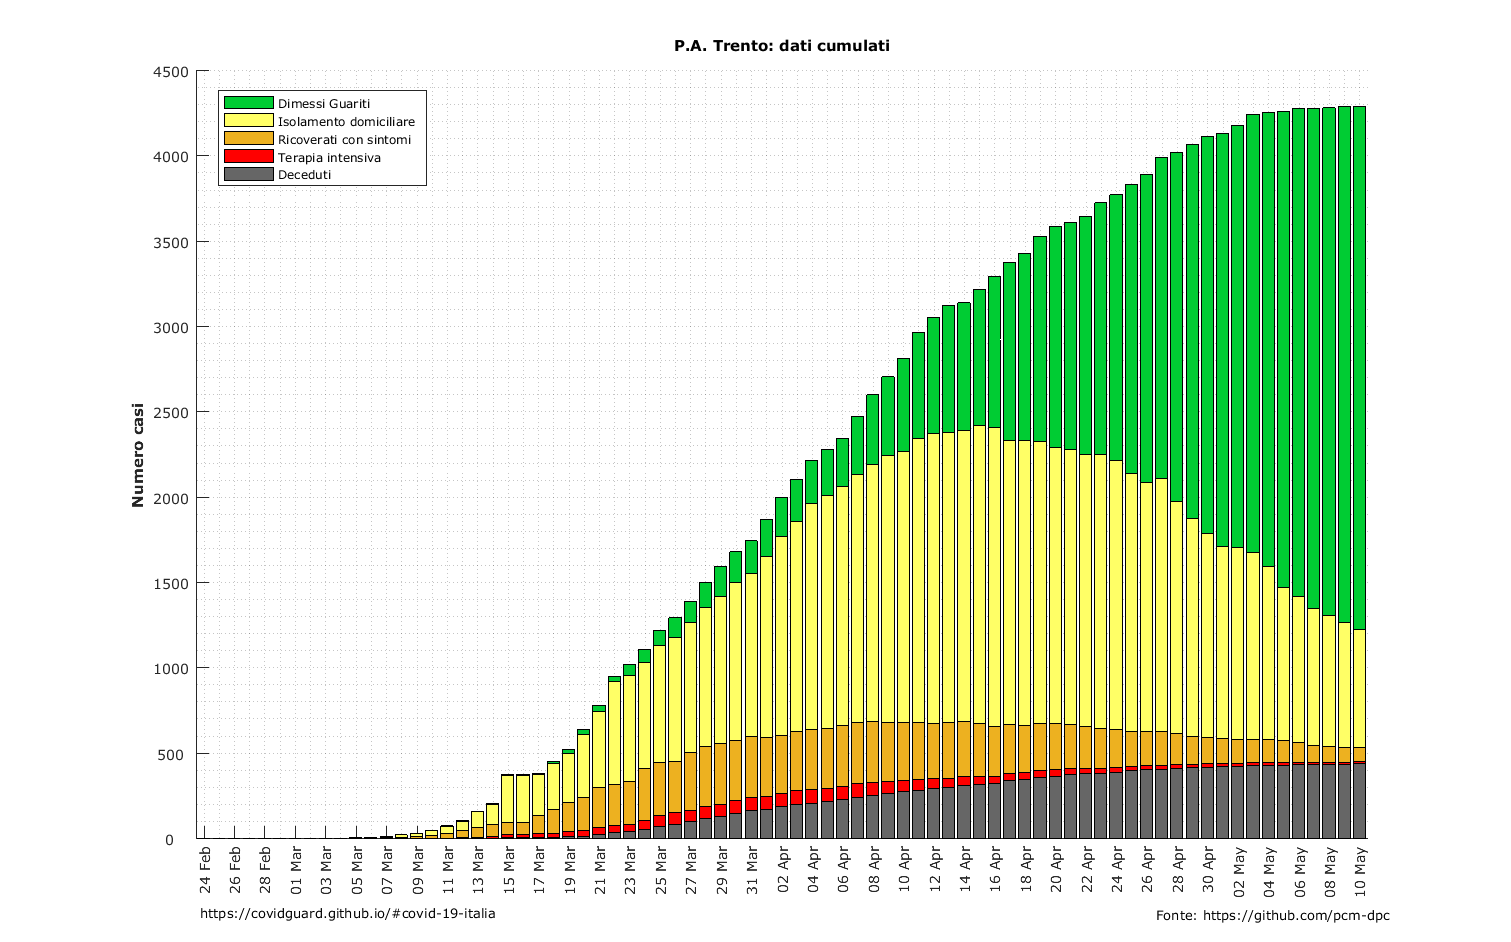 P.A. Trento: dati cumulati
4500
4000
3500
3000
2500
2000
1500
1000
500
0
Numero casi
Dimessi Guariti
Isolamento domiciliare
Ricoverati con sintomi
Terapia intensiva
Deceduti
24 Feb
26 Feb
28 Feb
01 Mar
03 Mar
05 Mar
07 Mar
09 Mar
11 Mar
13 Mar
15 Mar
17 Mar
19 Mar
21 Mar
23 Mar
25 Mar
27 Mar
29 Mar
31 Mar
02 Apr
04 Apr
06 Apr
08 Apr
10 Apr
12 Apr
14 Apr
16 Apr
18 Apr
20 Apr
22 Apr
24 Apr
26 Apr
28 Apr
30 Apr
02 May
04 May
06 May
08 May
10 May
https://covidguard.github.io/#covid-19-italia
Fonte: https://github.com/pcm-dpc